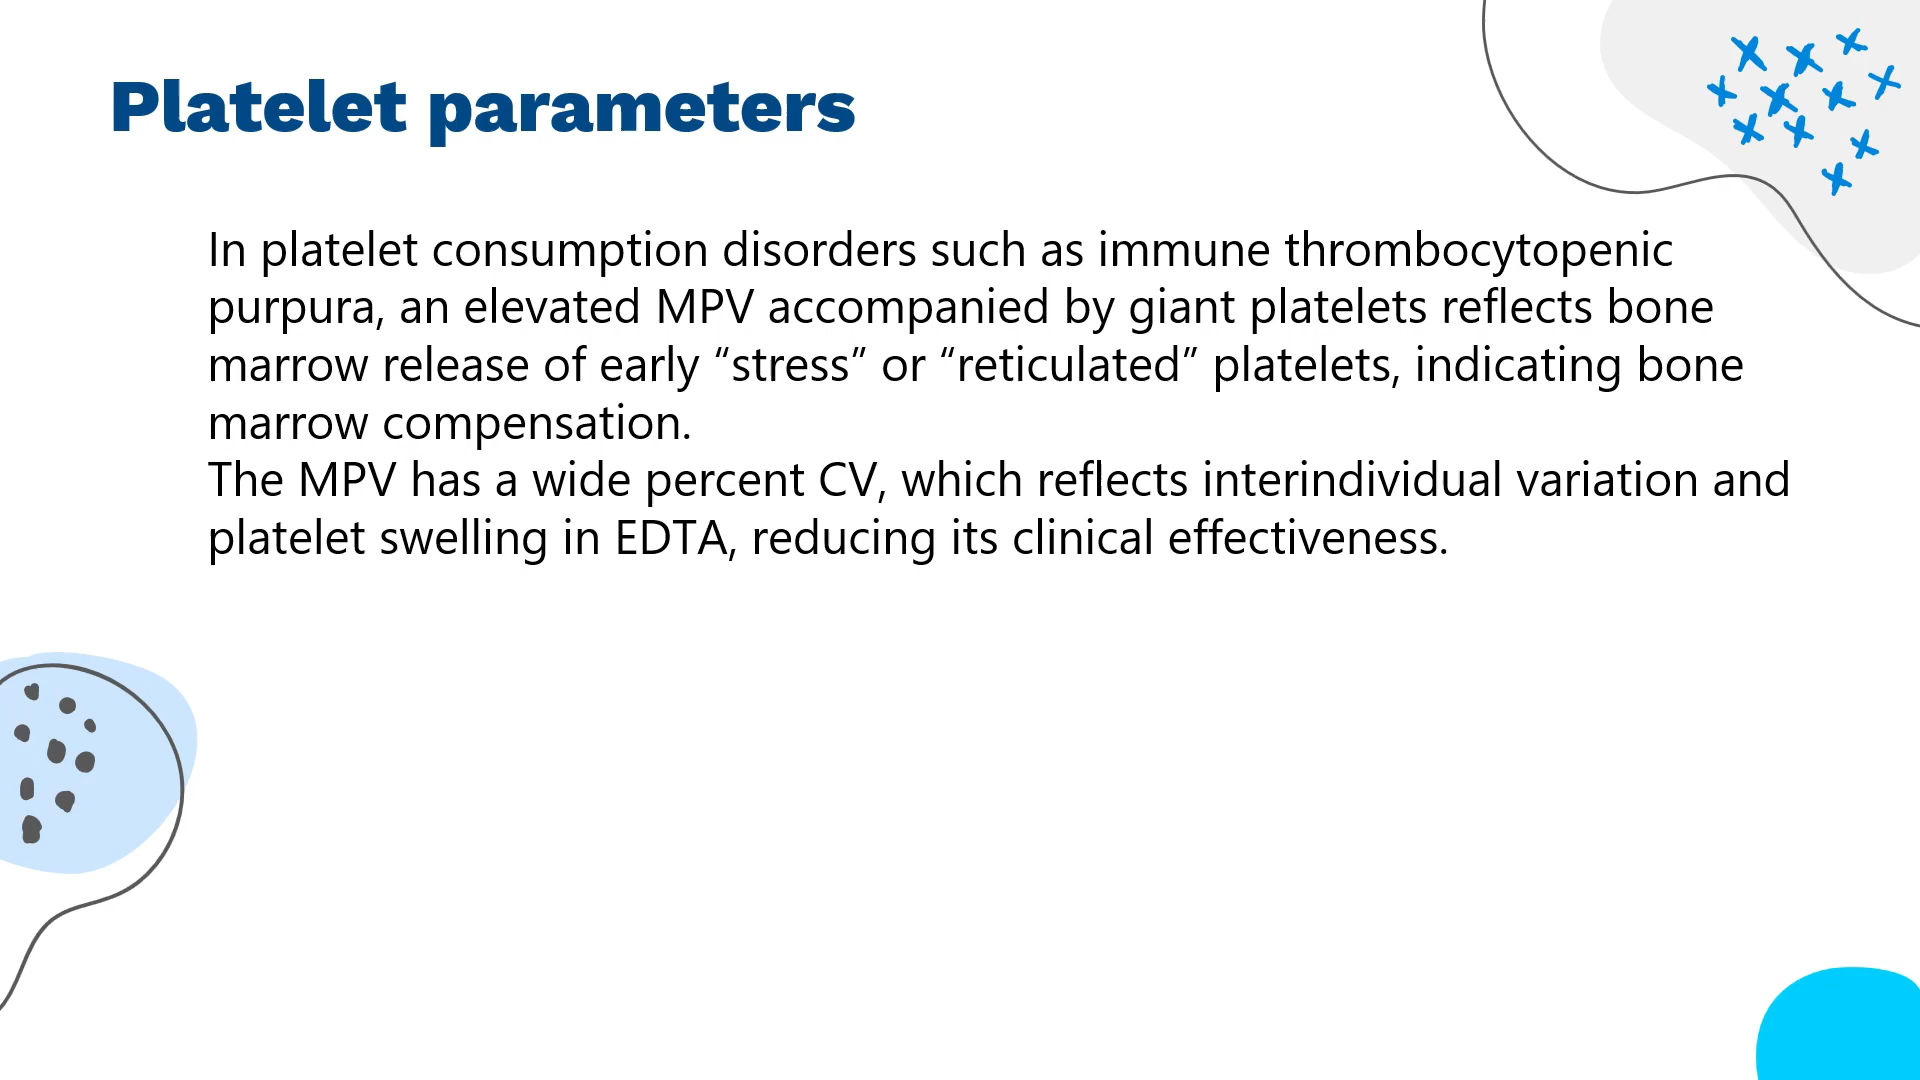 Platelet parameters
In platelet consumption disorders such as immune thrombocytopenic
purpura, an elevated MPV accompanied by giant platelets reflects bone
marrow release of early “stress” or “reticulated” platelets, indicating bone
marrow compensation.
The MPV has a wide percent CV, which reflects interindividual variation and
platelet swelling in EDTA, reducing its clinical effectiveness.